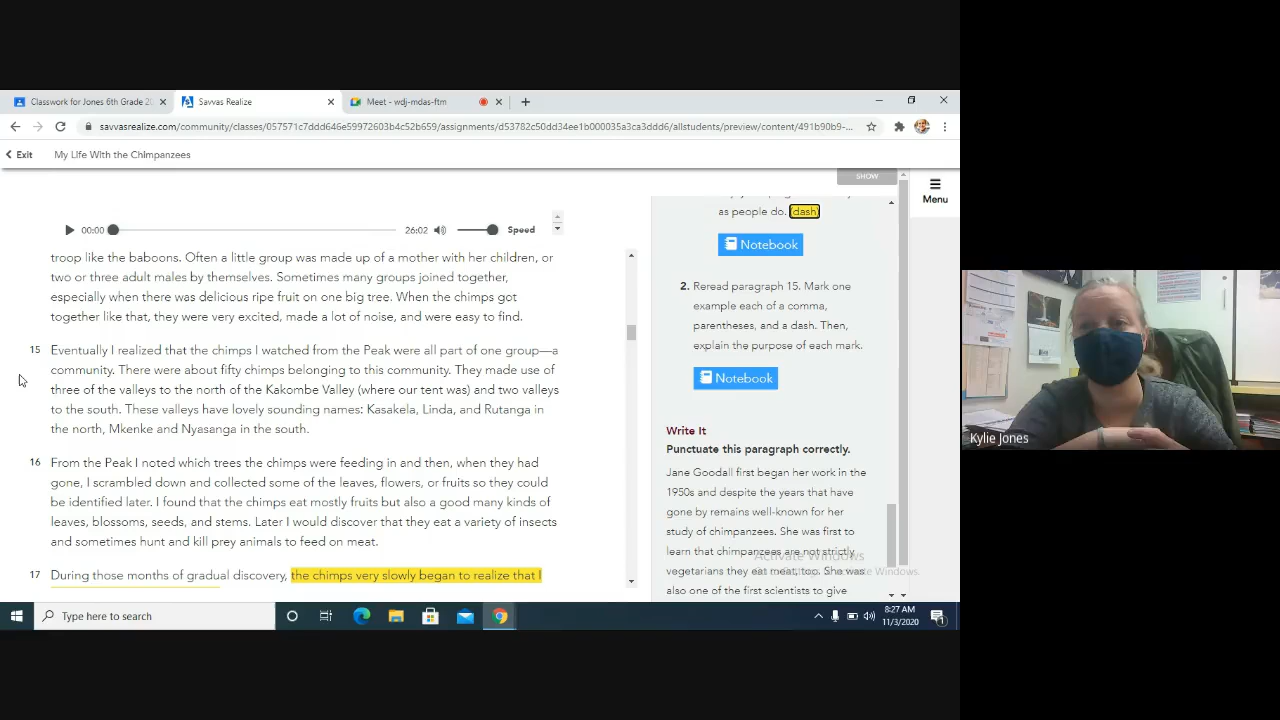 Classwork for Jones 6th Grade 2(
Savvas Realize
Meet - wdj-mdas-ftm
savvasrealize.com/community/classes/057571c7ddd646e59972603b4c52b659/assignments/d53782c50dd34ee1b000035a3ca3ddd6/allstudents/preview/content/491b90b9-...
Exit
My Life With the Chimpanzees
SHOW
Menu
00:00
26:02
Speed
troop like the baboons. Often a little group was made up of a mother with her children, or
two or three adult males by themselves. Sometimes many groups joined together,
especially when there was delicious ripe fruit on one big tree. When the chimps got
together like that, they were very excited, made a lot of noise, and were easy to find.
15 Eventually I realized that the chimps I watched from the Peak were all part of one group—a
community. There were about fifty chimps belonging to this community. They made use of
three of the valleys to the north of the Kakombe Valley (where our tent was) and two valleys
to the south. These valleys have lovely sounding names: Kasakela, Linda, and Rutanga in
the north, Mkenke and Nyasanga in the south.
16 From the Peak I noted which trees the chimps were feeding in and then, when they had
gone, I scrambled down and collected some of the leaves, flowers, or fruits so they could
be identified later. I found that the chimps eat mostly fruits but also a good many kinds of
leaves, blossoms, seeds, and stems. Later I would discover that they eat a variety of insects
and sometimes hunt and kill prey animals to feed on meat.
17 During those months of gradual discovery, the chimps very slowly began to realize that I
as people do. (dash)
Notebook
2. Reread paragraph 15. Mark one
example each of a comma,
parentheses, and a dash. Then,
explain the purpose of each mark.
Notebook
Write It
Punctuate this paragraph correctly.
Jane Goodall first began her work in the
1950s and despite the years that have
gone by remains well-known for her
study of chimpanzees. She was first to
learn that chimpanzees are not strictly
vegetarians they eat meat, too. She was
also one of the first scientists to give
Activate Windows
Kylie Jones
Type here to search
8:27 AM
11/3/2020
1